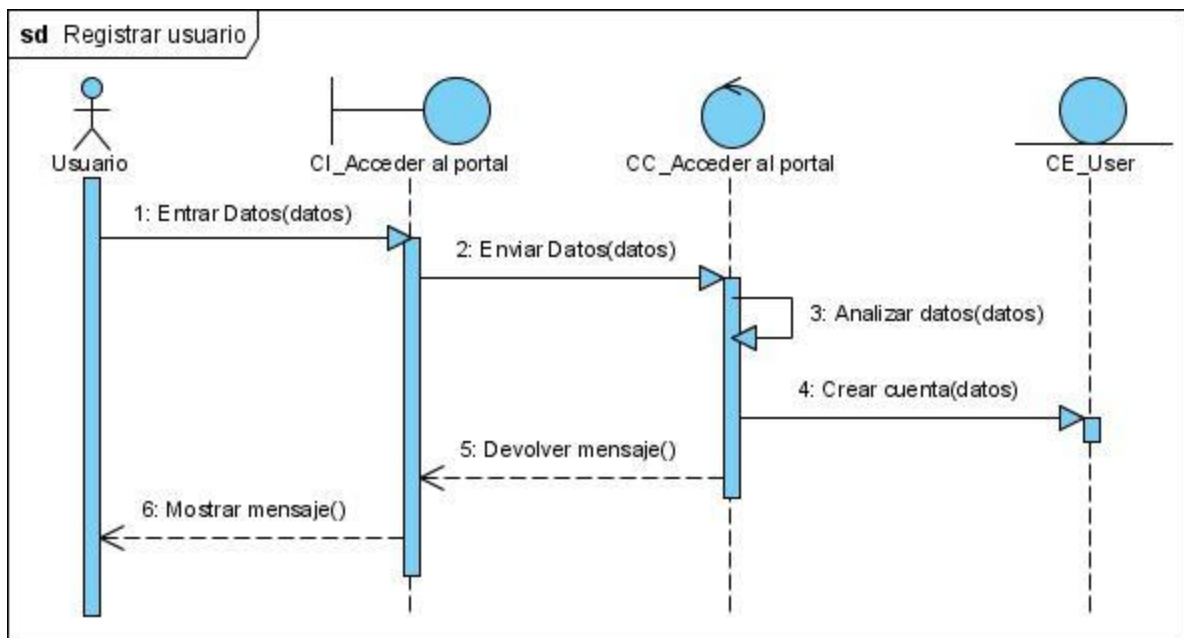 sd Registrar usuario
Usuario
CI_Acceder al portal
CC_Acceder al portal
CE_User
1: Entrar Datos(datos)
2: Enviar Datos(datos)
3: Analizar datos(datos)
4: Crear cuenta(datos)
5: Devolver mensaje()
6: Mostrar mensaje()